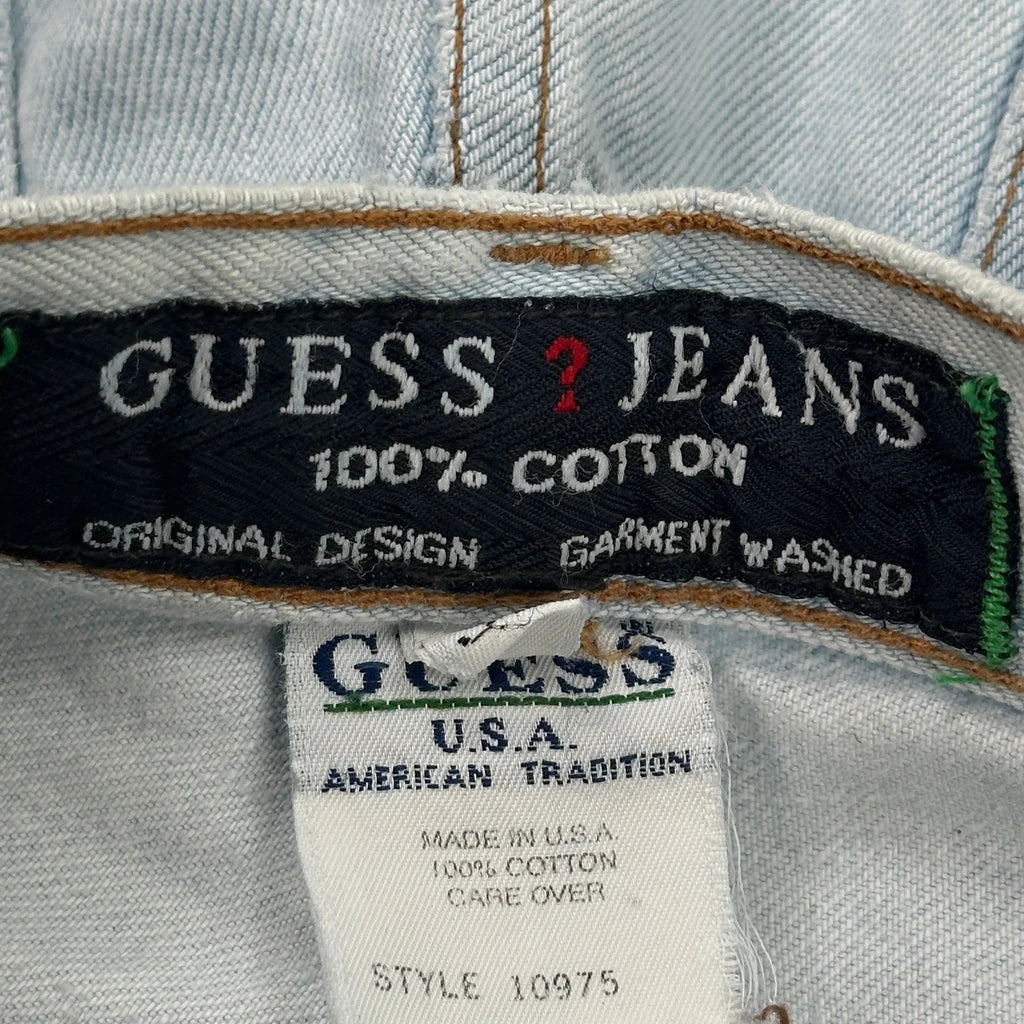 GUESS ? JEANS
100% COTTON
ORIGINAL DESIGN GARMENT WASHED
GUESS
U.S.A.
AMERICAN TRADITION
MADE IN U.S.A.
100% COTTON
CARE OVER
STYLE 10975